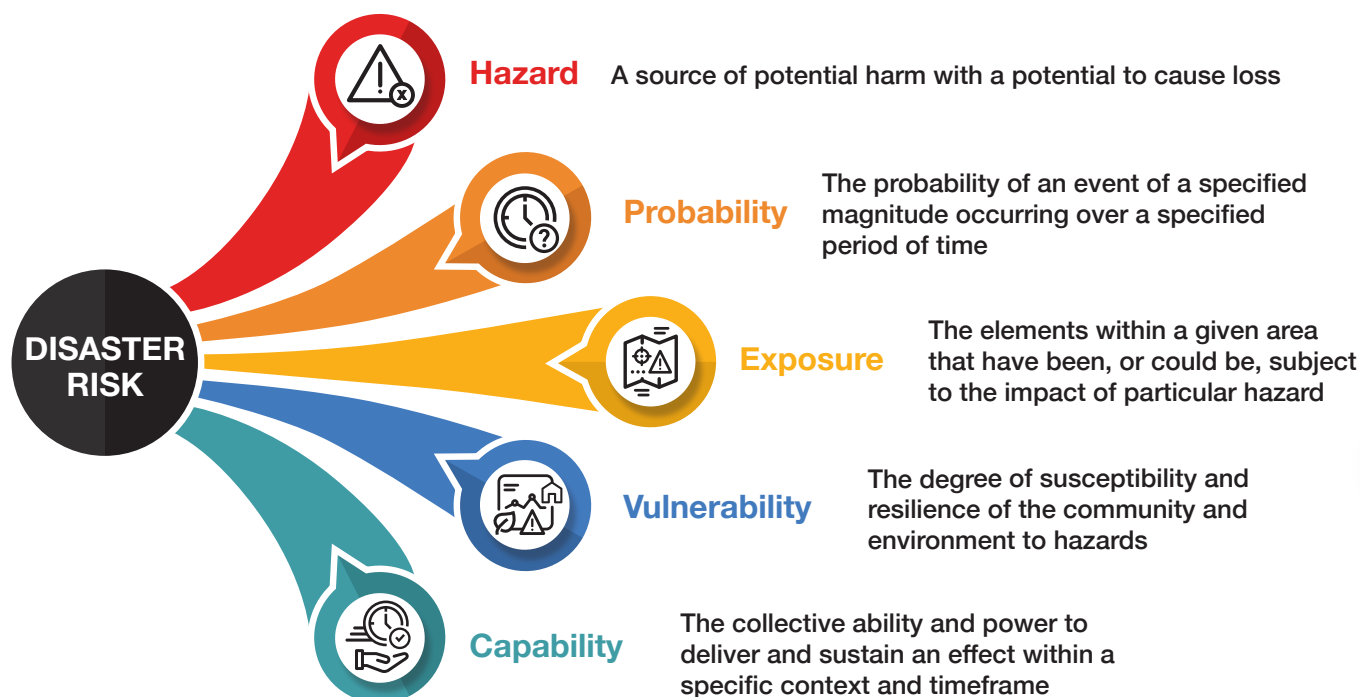 Hazard A source of potential harm with a potential to cause loss
Probability
The probability of an event of a specified
magnitude occurring over a specified
period of time
DISASTER
RISK
Exposure
The elements within a given area
that have been, or could be, subject
to the impact of particular hazard
Vulnerability
The degree of susceptibility and
resilience of the community and
environment to hazards
Capability
The collective ability and power to
deliver and sustain an effect within a
specific context and timeframe